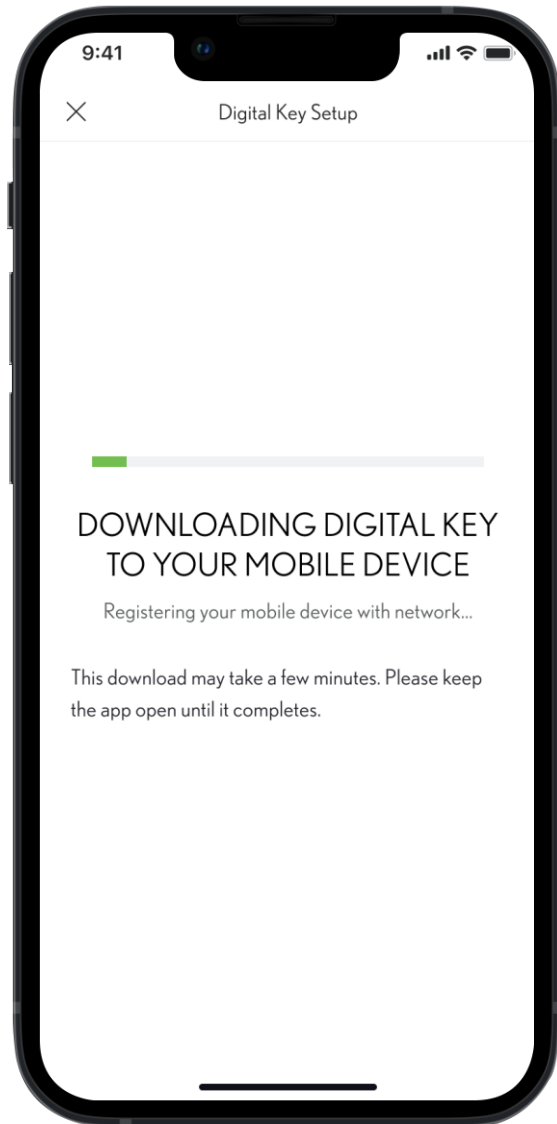 9:41
Digital Key Setup
DOWNLOADING DIGITAL KEY
TO YOUR MOBILE DEVICE
Registering your mobile device with network...
This download may take a few minutes. Please keep
the app open until it completes.